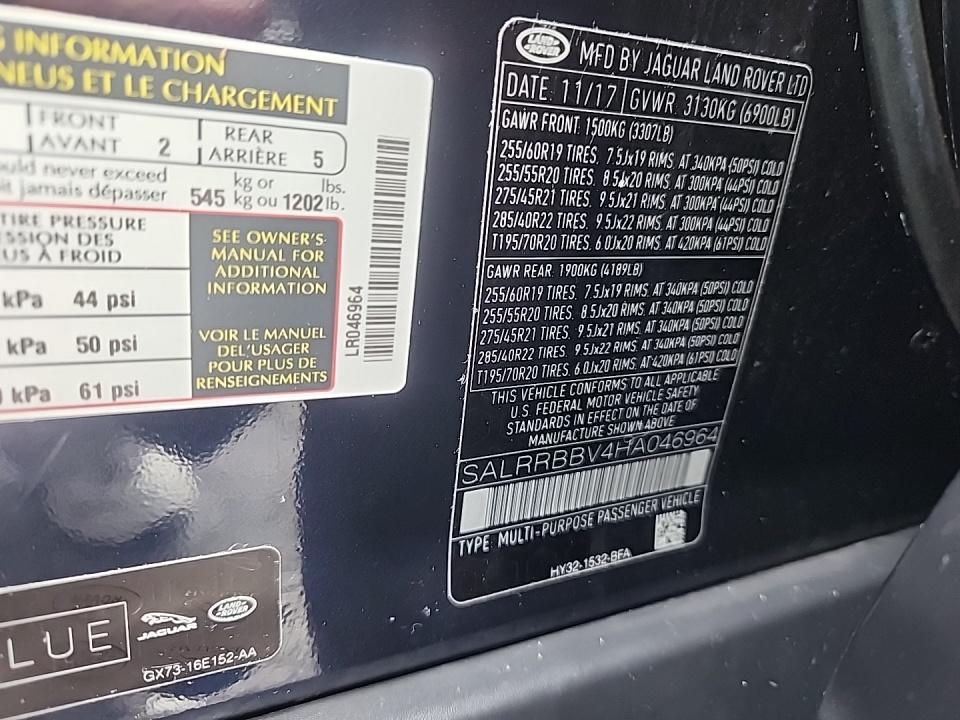 INFORMATION
NEUS ET LE CHARGEMENT
FRONT
AVANT 2
REAR
ARRIÈRE 5
should never exceed
jamais dépasser
545 kg or
kg ou 1202 lbs.
lb.
TIRE PRESSURE
DES
À FROID
kPa 44 psi
kPa 50 psi
kPa 61 psi
SEE OWNER'S
MANUAL FOR
ADDITIONAL
INFORMATION
VOIR LE MANUEL
DEL'USAGER
POUR PLUS DE
RENSEIGNEMENTS
LR046964
LAND ROVER
MFD BY JAGUAR LAND ROVER LTD
DATE: 11/17 GVWR: 3130KG (6900LB)
GAWR FRONT: 1500KG (3307LB)
255/60R19 TIRES, 7.5Jx19 RIMS, AT 340KPA (50PSI) COLD
255/55R20 TIRES, 8.5Jx20 RIMS, AT 300KPA (44PSI) COLD
275/45R21 TIRES, 9.5Jx21 RIMS, AT 300KPA (44PSI) COLD
285/40R22 TIRES, 9.5Jx22 RIMS, AT 300KPA (44PSI) COLD
T195/70R20 TIRES, 6.0Jx20 RIMS, AT 420KPA (61PSI) COLD
GAWR REAR: 1900KG (4189LB)
255/60R19 TIRES, 7.5Jx19 RIMS, AT 340KPA (50PSI) COLD
255/55R20 TIRES, 8.5Jx20 RIMS, AT 340KPA (50PSI) COLD
275/45R21 TIRES, 9.5Jx21 RIMS, AT 340KPA (50PSI) COLD
285/40R22 TIRES, 9.5Jx22 RIMS, AT 340KPA (50PSI) COLD
T195/70R20 TIRES, 6.0Jx20 RIMS, AT 420KPA (61PSI) COLD
THIS VEHICLE CONFORMS TO ALL APPLICABLE
U.S. FEDERAL MOTOR VEHICLE SAFETY
STANDARDS IN EFFECT ON THE DATE OF
MANUFACTURE SHOWN ABOVE
SALRRBBV4HA046964
TYPE: MULTI-PURPOSE PASSENGER VEHICLE
HY32-1532-BFA
LUE
JAGUAR
LAND ROVER
GX73-16E152-AA